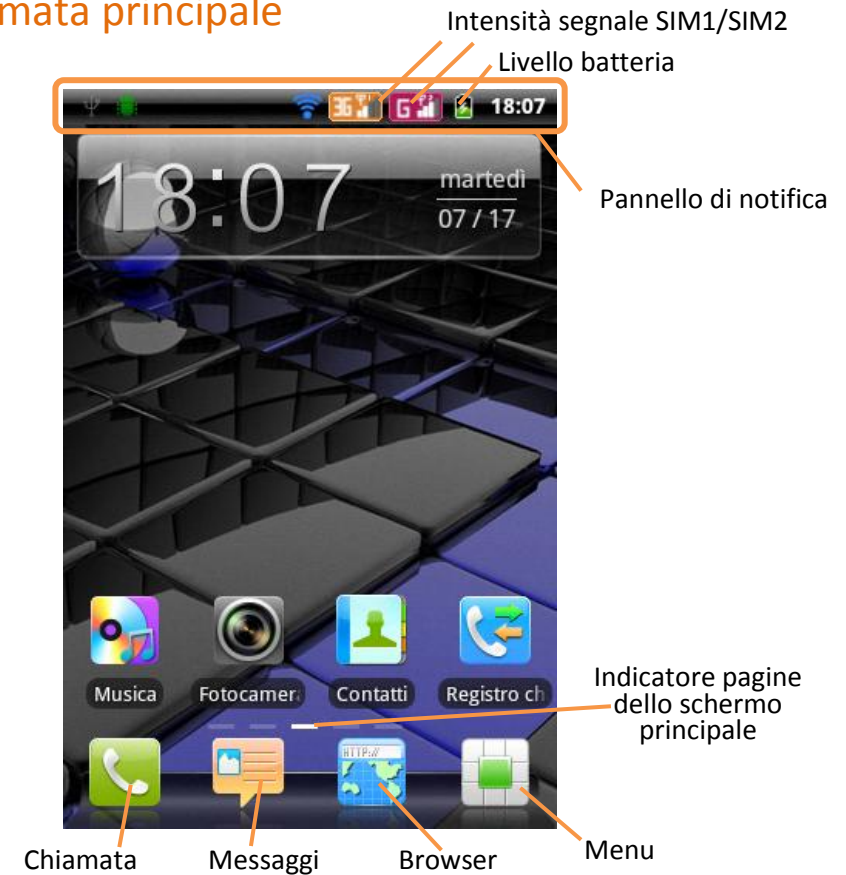 mata principale
Intensità segnale SIM1/SIM2
Livello batteria
3G G 18:07
Pannello di notifica
18:07
martedì
07 / 17
Musica Fotocamer Contatti Registro ch
Indicatore pagine
dello schermo
principale
HTTP://
Chiamata Messaggi Browser Menu